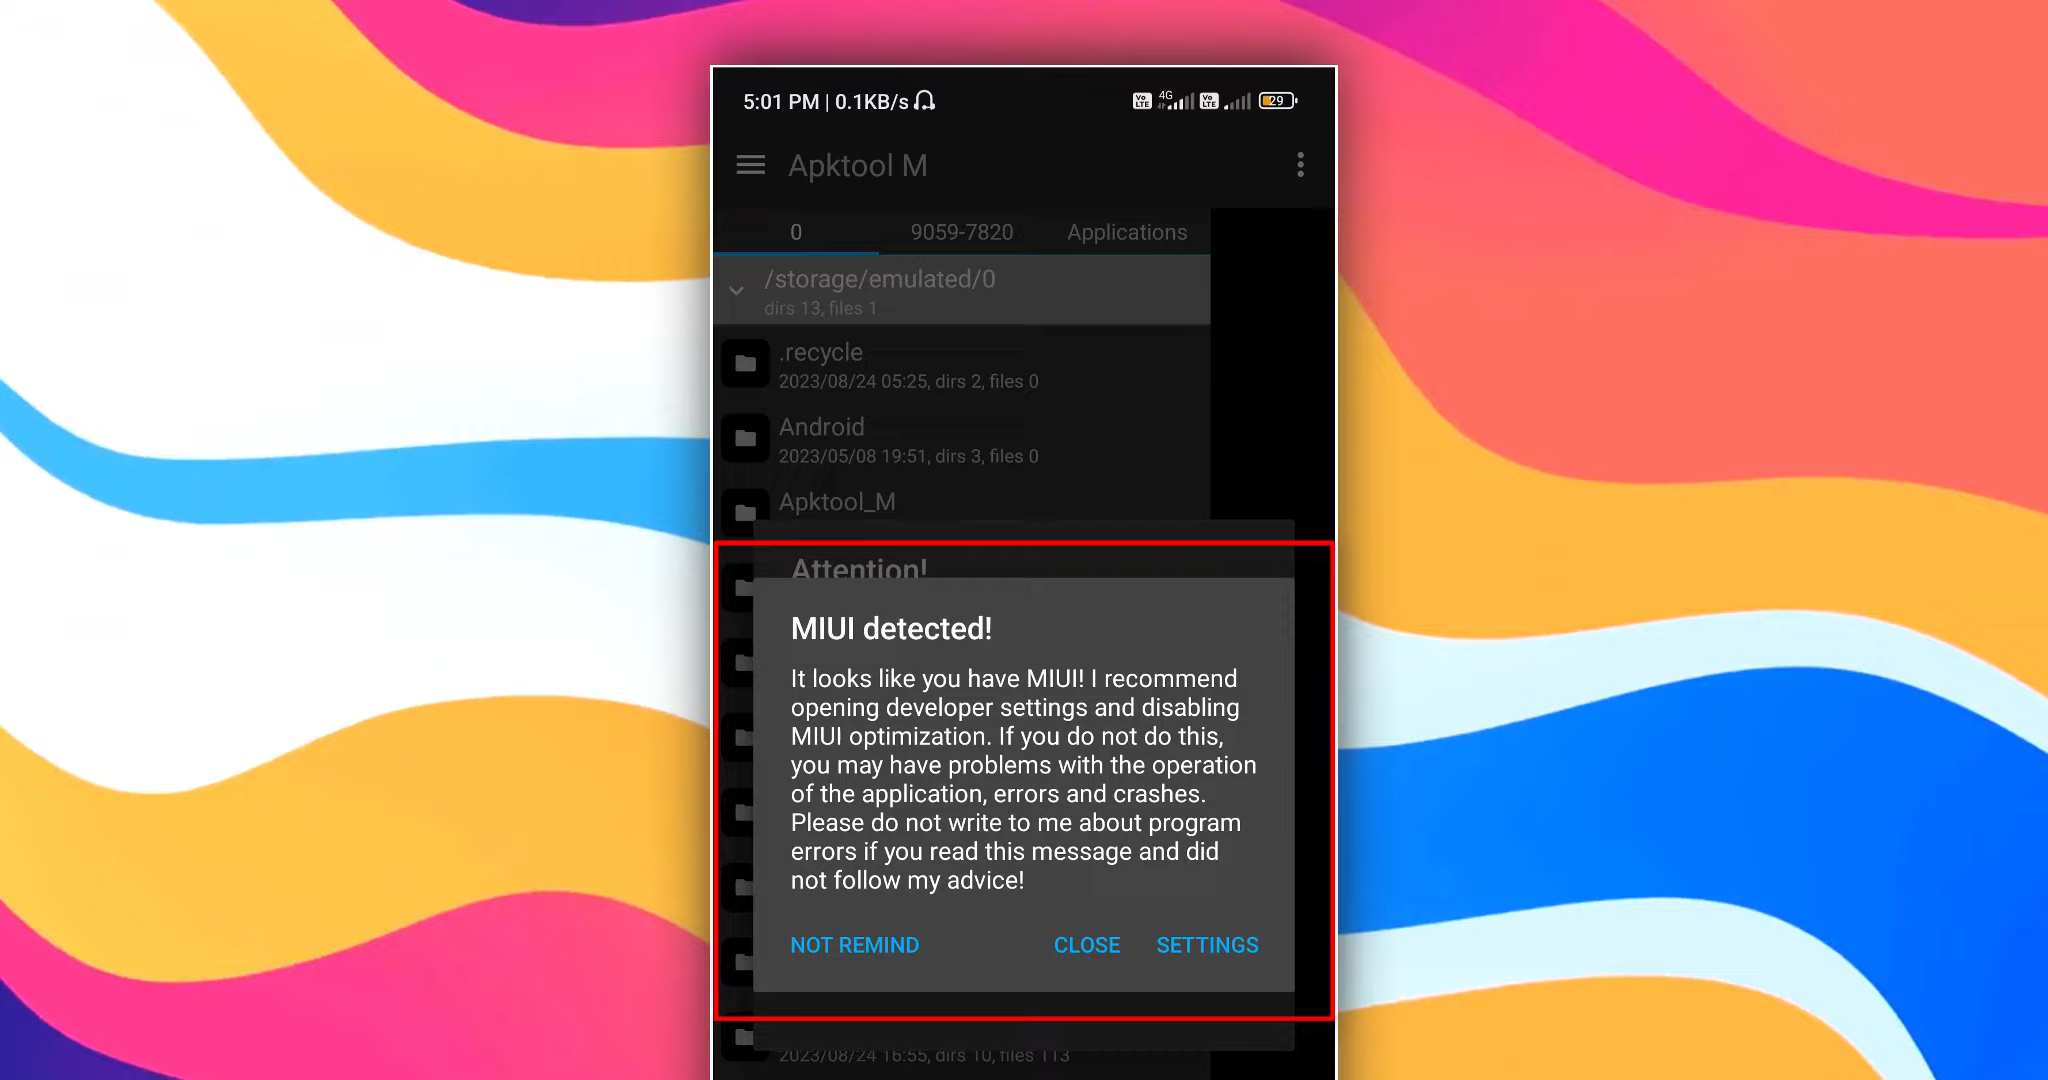 5:01 PM | 0.1KB/s Vo LTE 4G Vo LTE 29
Apktool M
0 9059-7820 Applications
/storage/emulated/0
dirs 13, files 1
.recycle
2023/08/24 05:25, dirs 2, files 0
Android
2023/05/08 19:51, dirs 3, files 0
Apktool_M
Attention!
MIUI detected!
It looks like you have MIUI! I recommend
opening developer settings and disabling
MIUI optimization. If you do not do this,
you may have problems with the operation
of the application, errors and crashes.
Please do not write to me about program
errors if you read this message and did
not follow my advice!
NOT REMIND CLOSE SETTINGS
2023/08/24 16:55, dirs 10, files 113